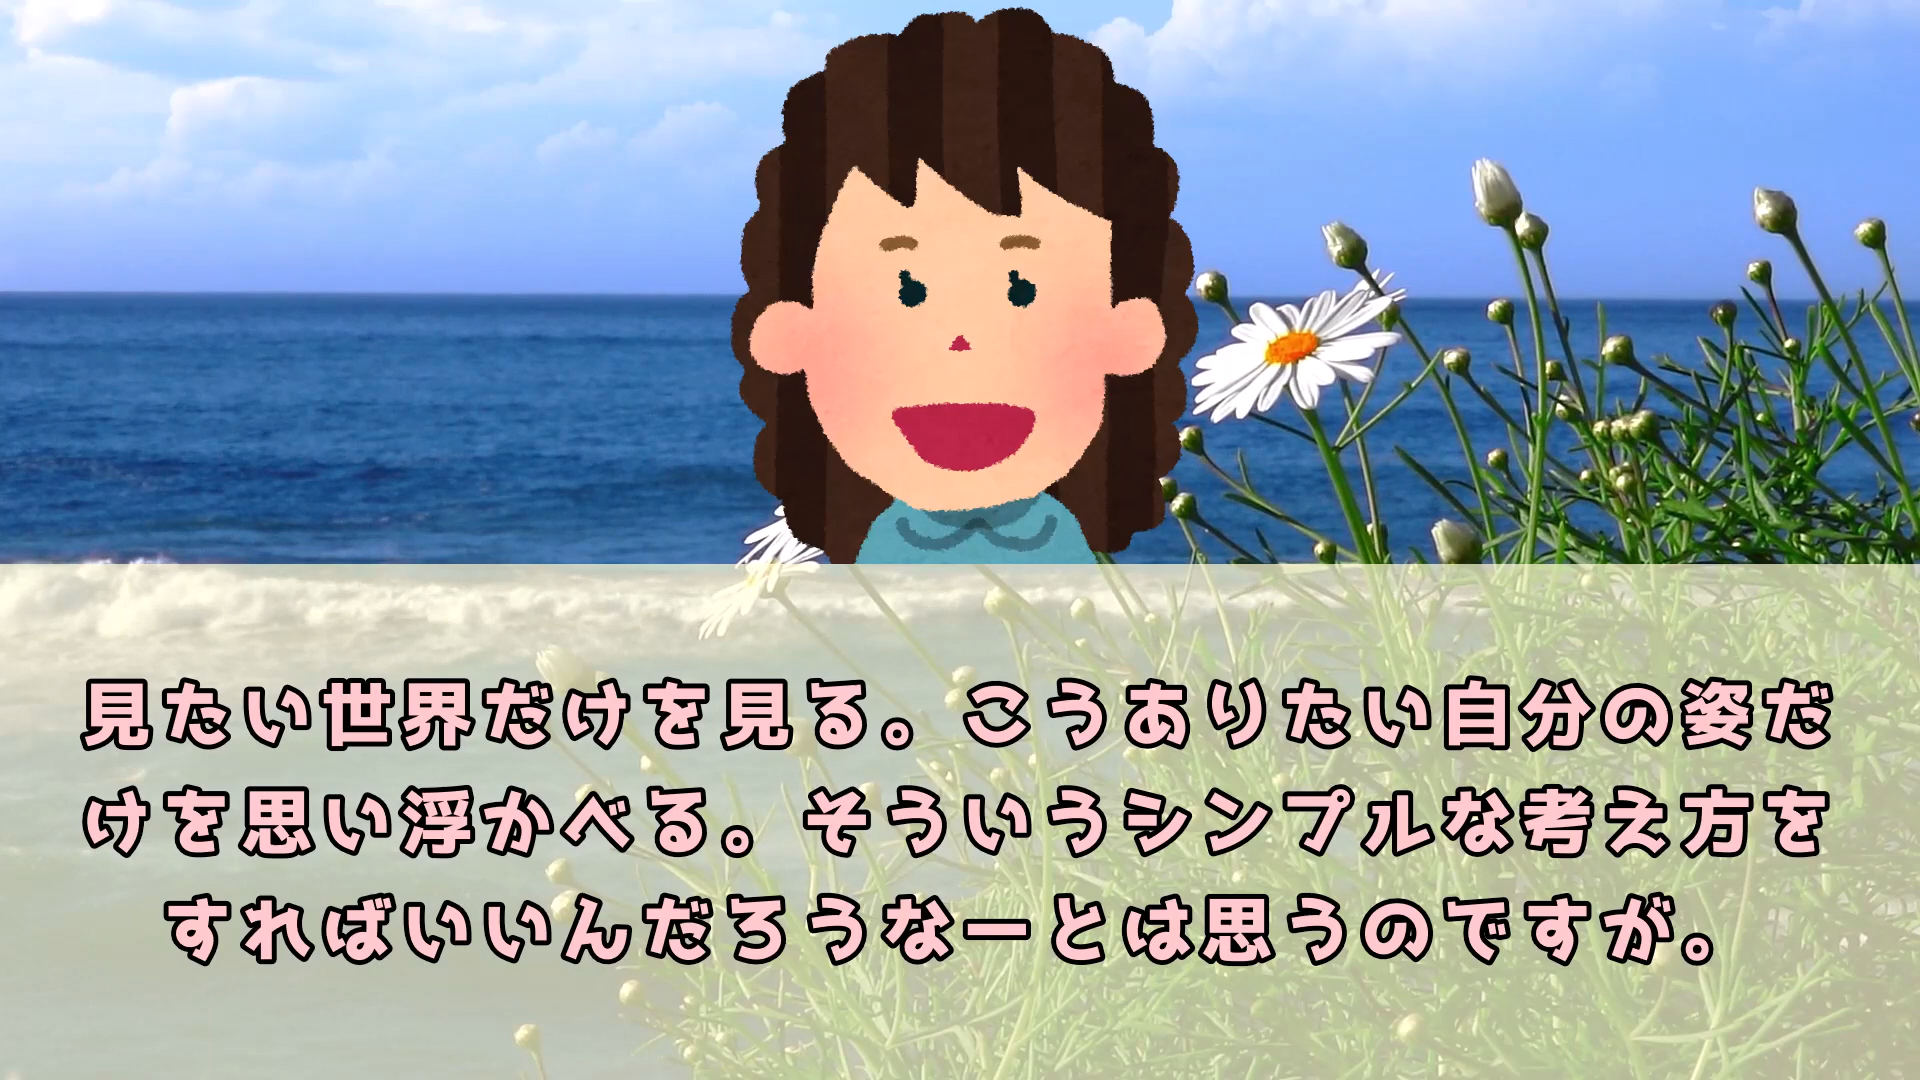 見たい世界だけを見る。こうありたい自分の姿だ
けを思い浮かべる。そういうシンプルな考え方を
すればいいんだろうなーとは思うのですが。